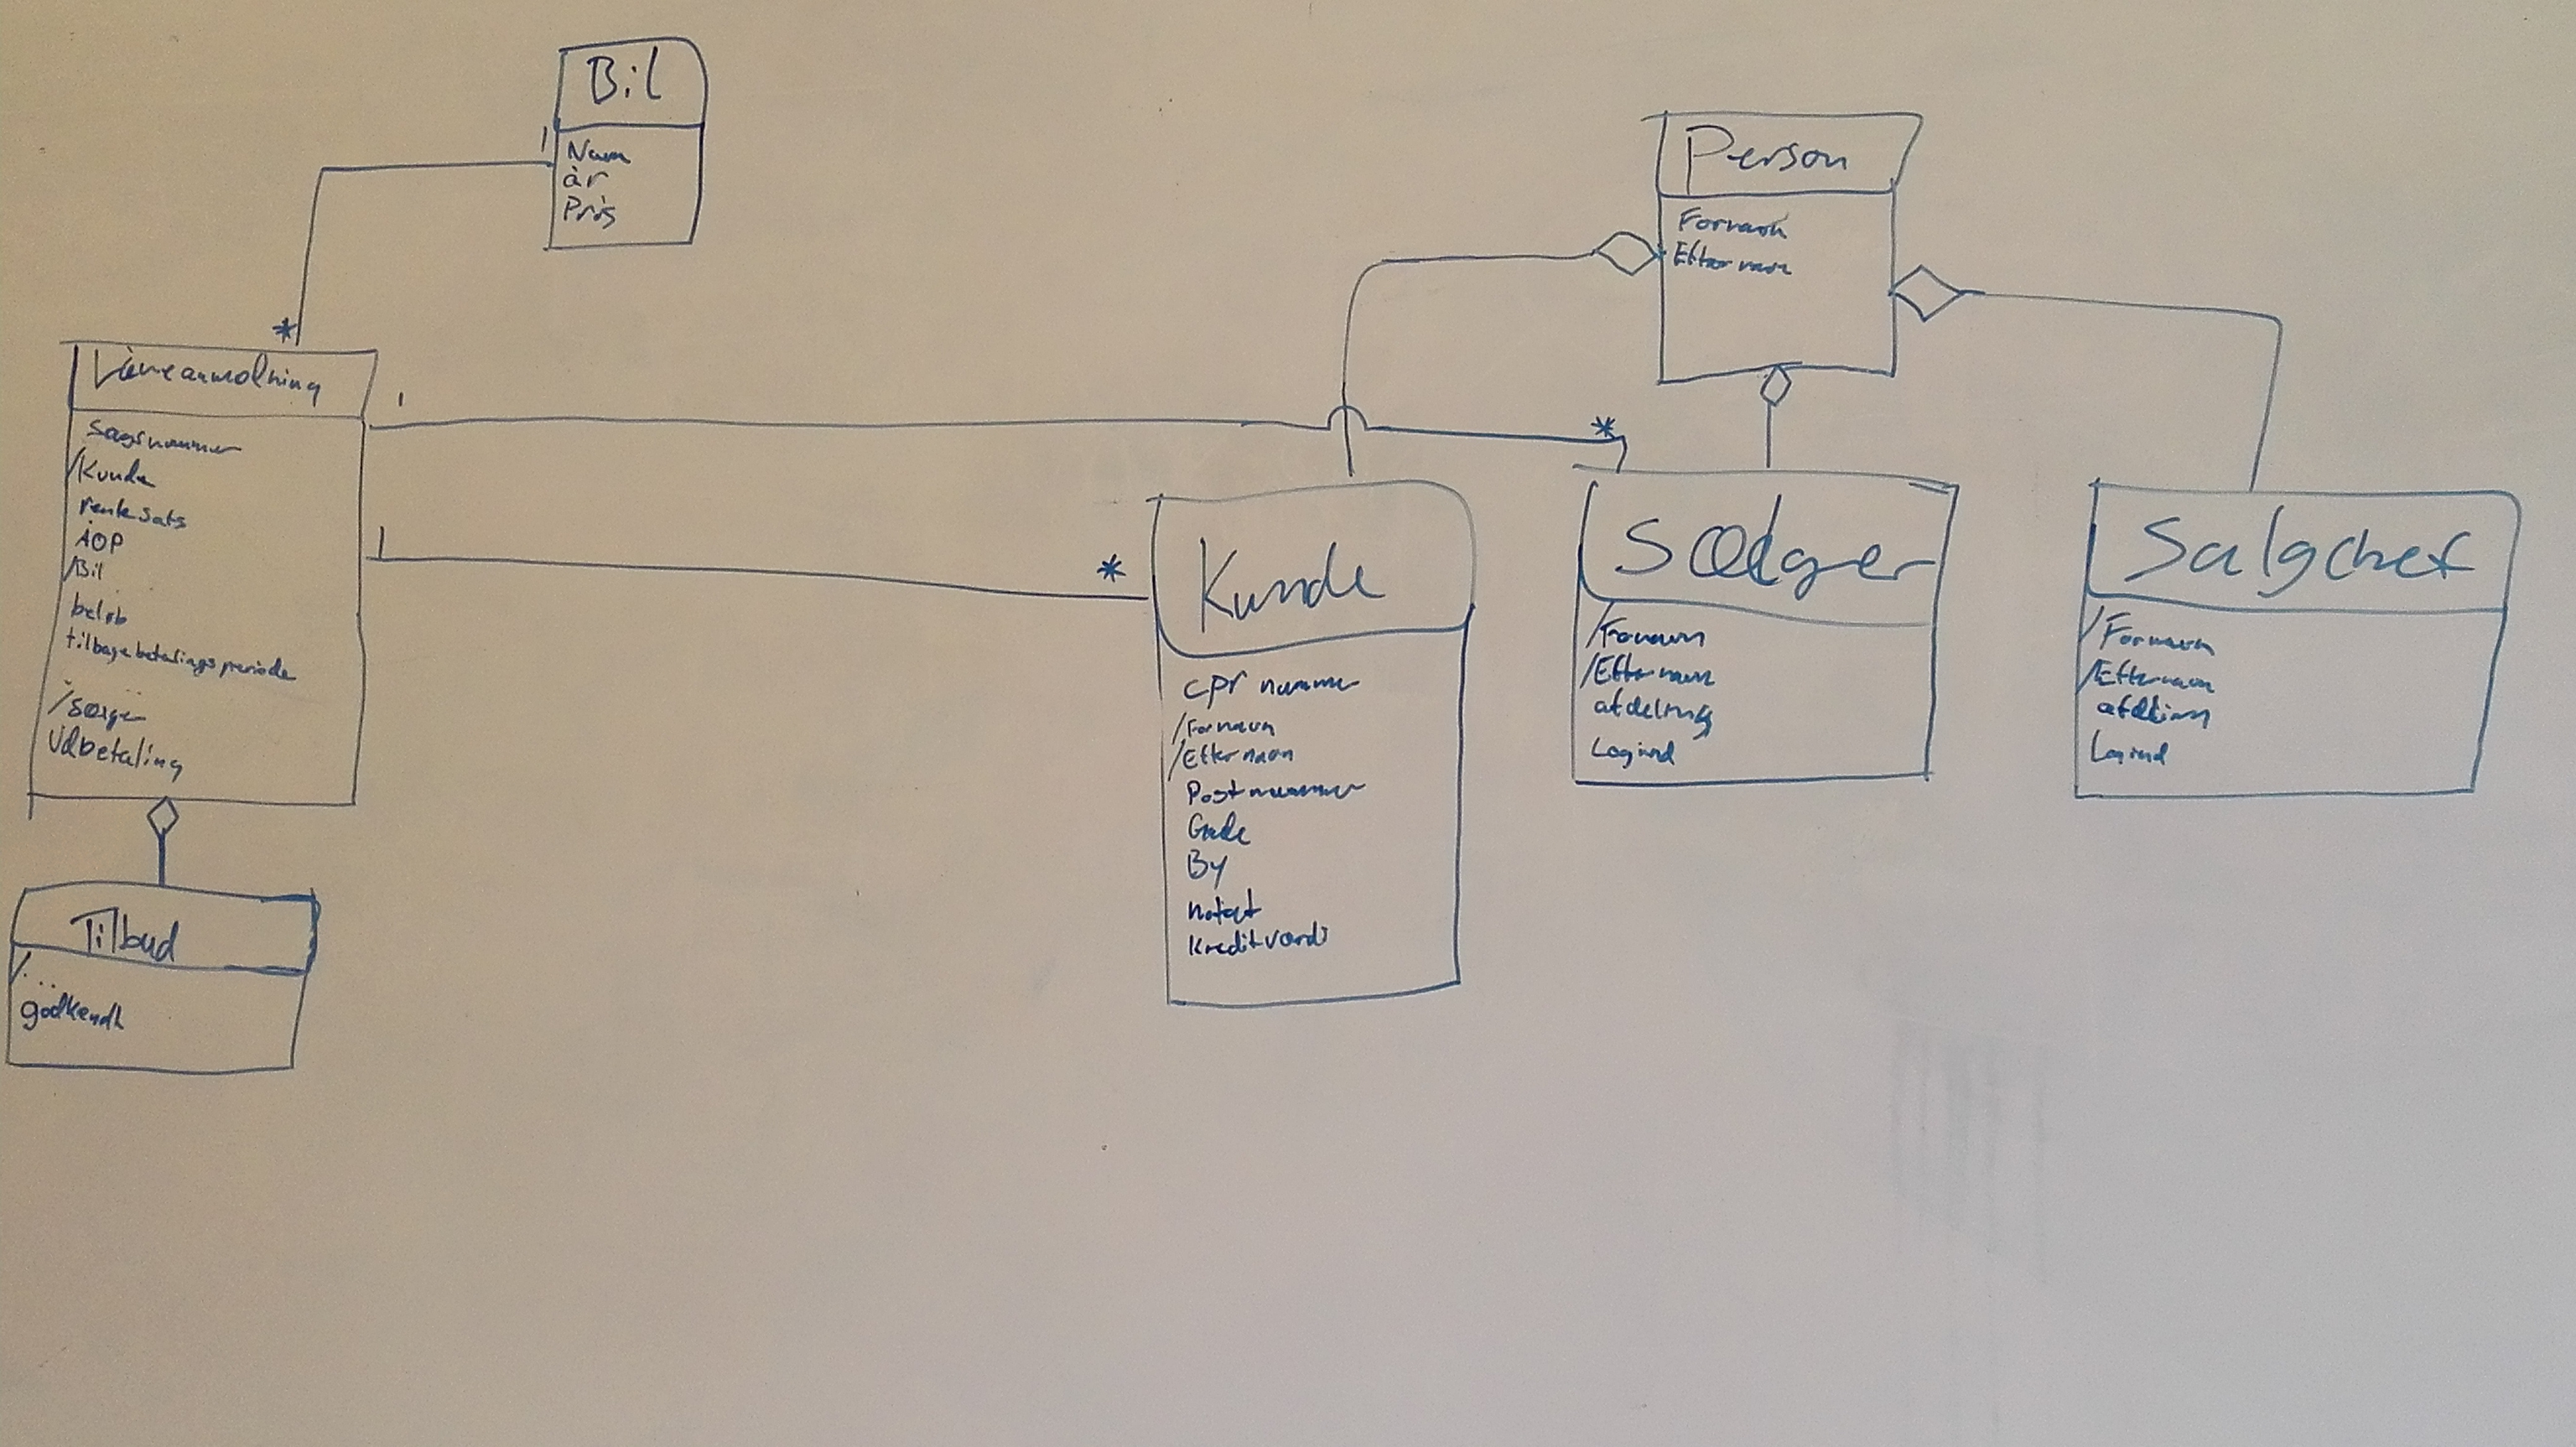 Bil
1
Navn
år
Pris
*
Låneanmodning
1
sagsnummer
/Kunde
rentesats
ÅOP
/Bil
beløb
tilbagebetalingsperiode
/Sælger
Udbetaling
1
*
*
Tilbud
/...
godkendt
Person
Fornavn
Efternavn
Kunde
cpr nummer
/Fornavn
/Efternavn
Postnummer
Gade
By
notat
kreditværdi
Sælger
/Fornavn
/Efternavn
afdeling
Logind
Salgchef
/Fornavn
/Efternavn
afdeling
Logind